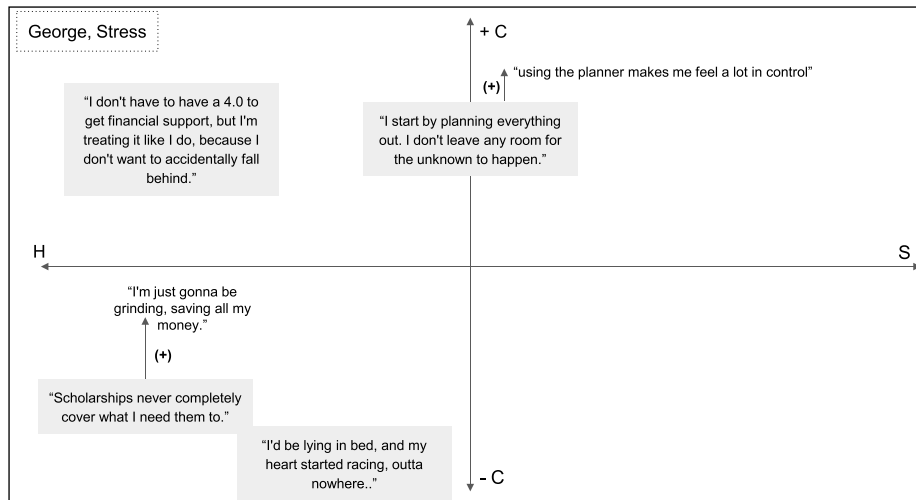 George, Stress
+ C
“using the planner makes me feel a lot in control”
(+)
“I don't have to have a 4.0 to
get financial support, but I'm
treating it like I do, because I
don't want to accidentally fall
behind.”
“I start by planning everything
out. I don't leave any room for
the unknown to happen.”
H
S
“I'm just gonna be
grinding, saving all my
money.”
(+)
“Scholarships never completely
cover what I need them to.”
“I'd be lying in bed, and my
heart started racing, outta
nowhere..”
- C